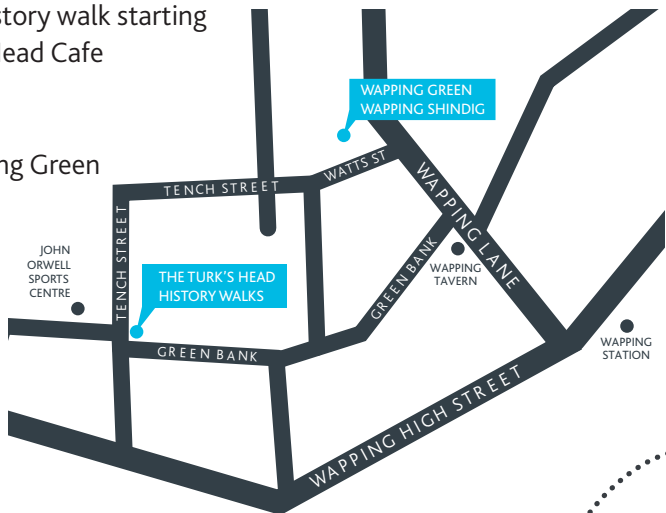 story walk starting
Head Cafe
ng Green
WAPPING GREEN
WAPPING SHINDIG
WATTS ST
TENCH STREET
WAPPING LANE
TENCH STREET
JOHN
ORWELL
SPORTS
CENTRE
THE TURK'S HEAD
HISTORY WALKS
GREEN BANK
WAPPING
TAVERN
GREEN BANK
WAPPING
STATION
WAPPING HIGH STREET